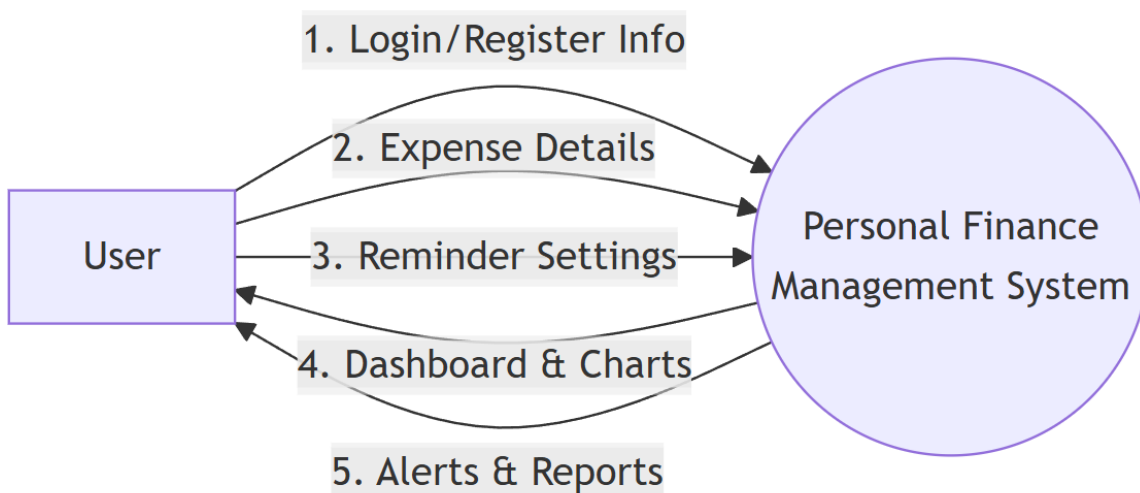 1. Login/Register Info
2. Expense Details
User
3. Reminder Settings
Personal Finance
Management System
4. Dashboard & Charts
5. Alerts & Reports